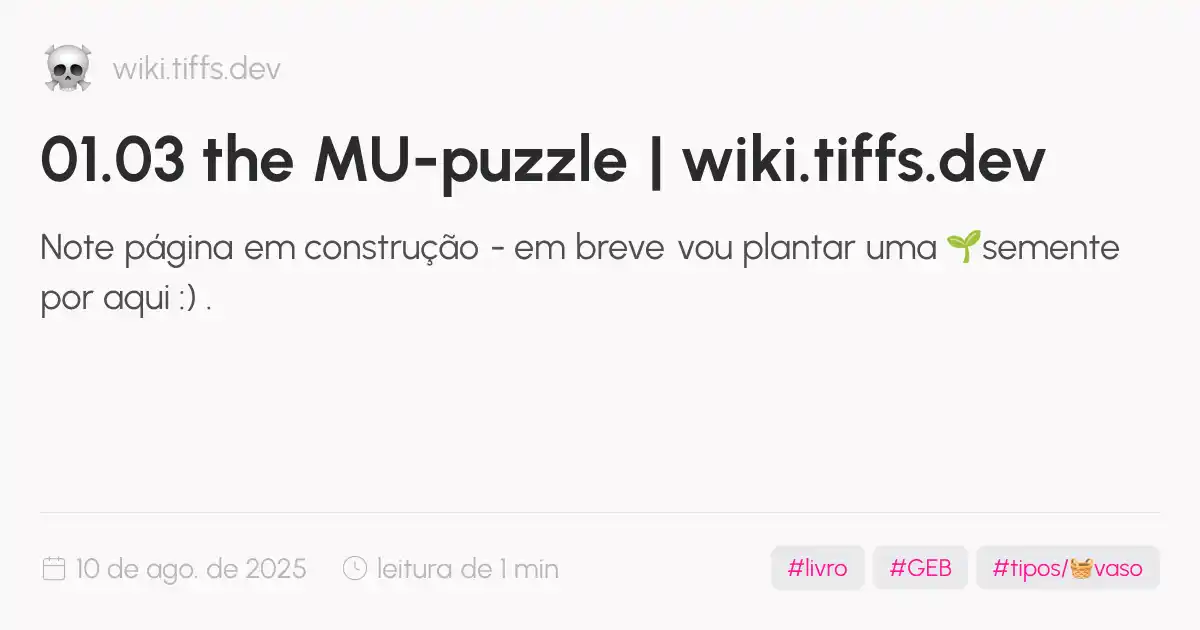 wiki.tiffs.dev
01.03 the MU-puzzle | wiki.tiffs.dev
Note página em construção - em breve vou plantar uma 🌱semente
por aqui :) .
10 de ago. de 2025 leitura de 1 min #livro #GEB #tipos/🧺vaso